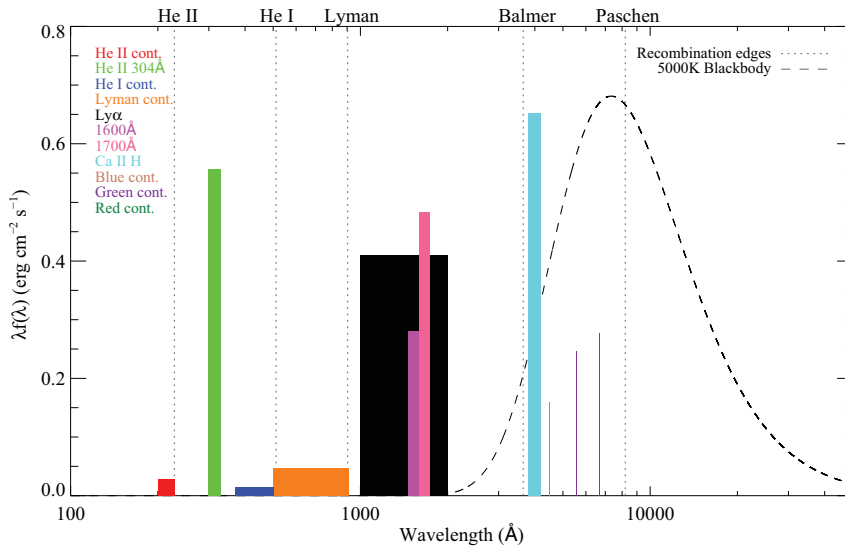 He II He I Lyman Balmer Paschen
0.8
He II cont.
He II 304Å
He I cont.
Lyman cont.
Lyα
1600Å
1700Å
Ca II H
Blue cont.
Green cont.
Red cont.
Recombination edges
5000K Blackbody
0.6
0.4
0.2
0.0
λf(λ) (erg cm⁻² s⁻¹)
100 1000 10000
Wavelength (Å)